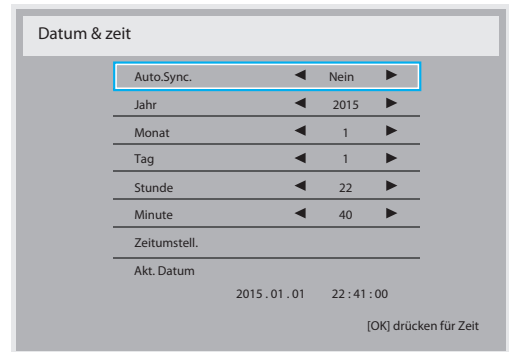 Datum & zeit
Auto.Sync. ◀ Nein ▶
Jahr ◀ 2015 ▶
Monat ◀ 1 ▶
Tag ◀ 1 ▶
Stunde ◀ 22 ▶
Minute ◀ 40 ▶
Zeitumstell.
Akt. Datum
2015 . 01 . 01 22 : 41 : 00
[OK] drücken für Zeit